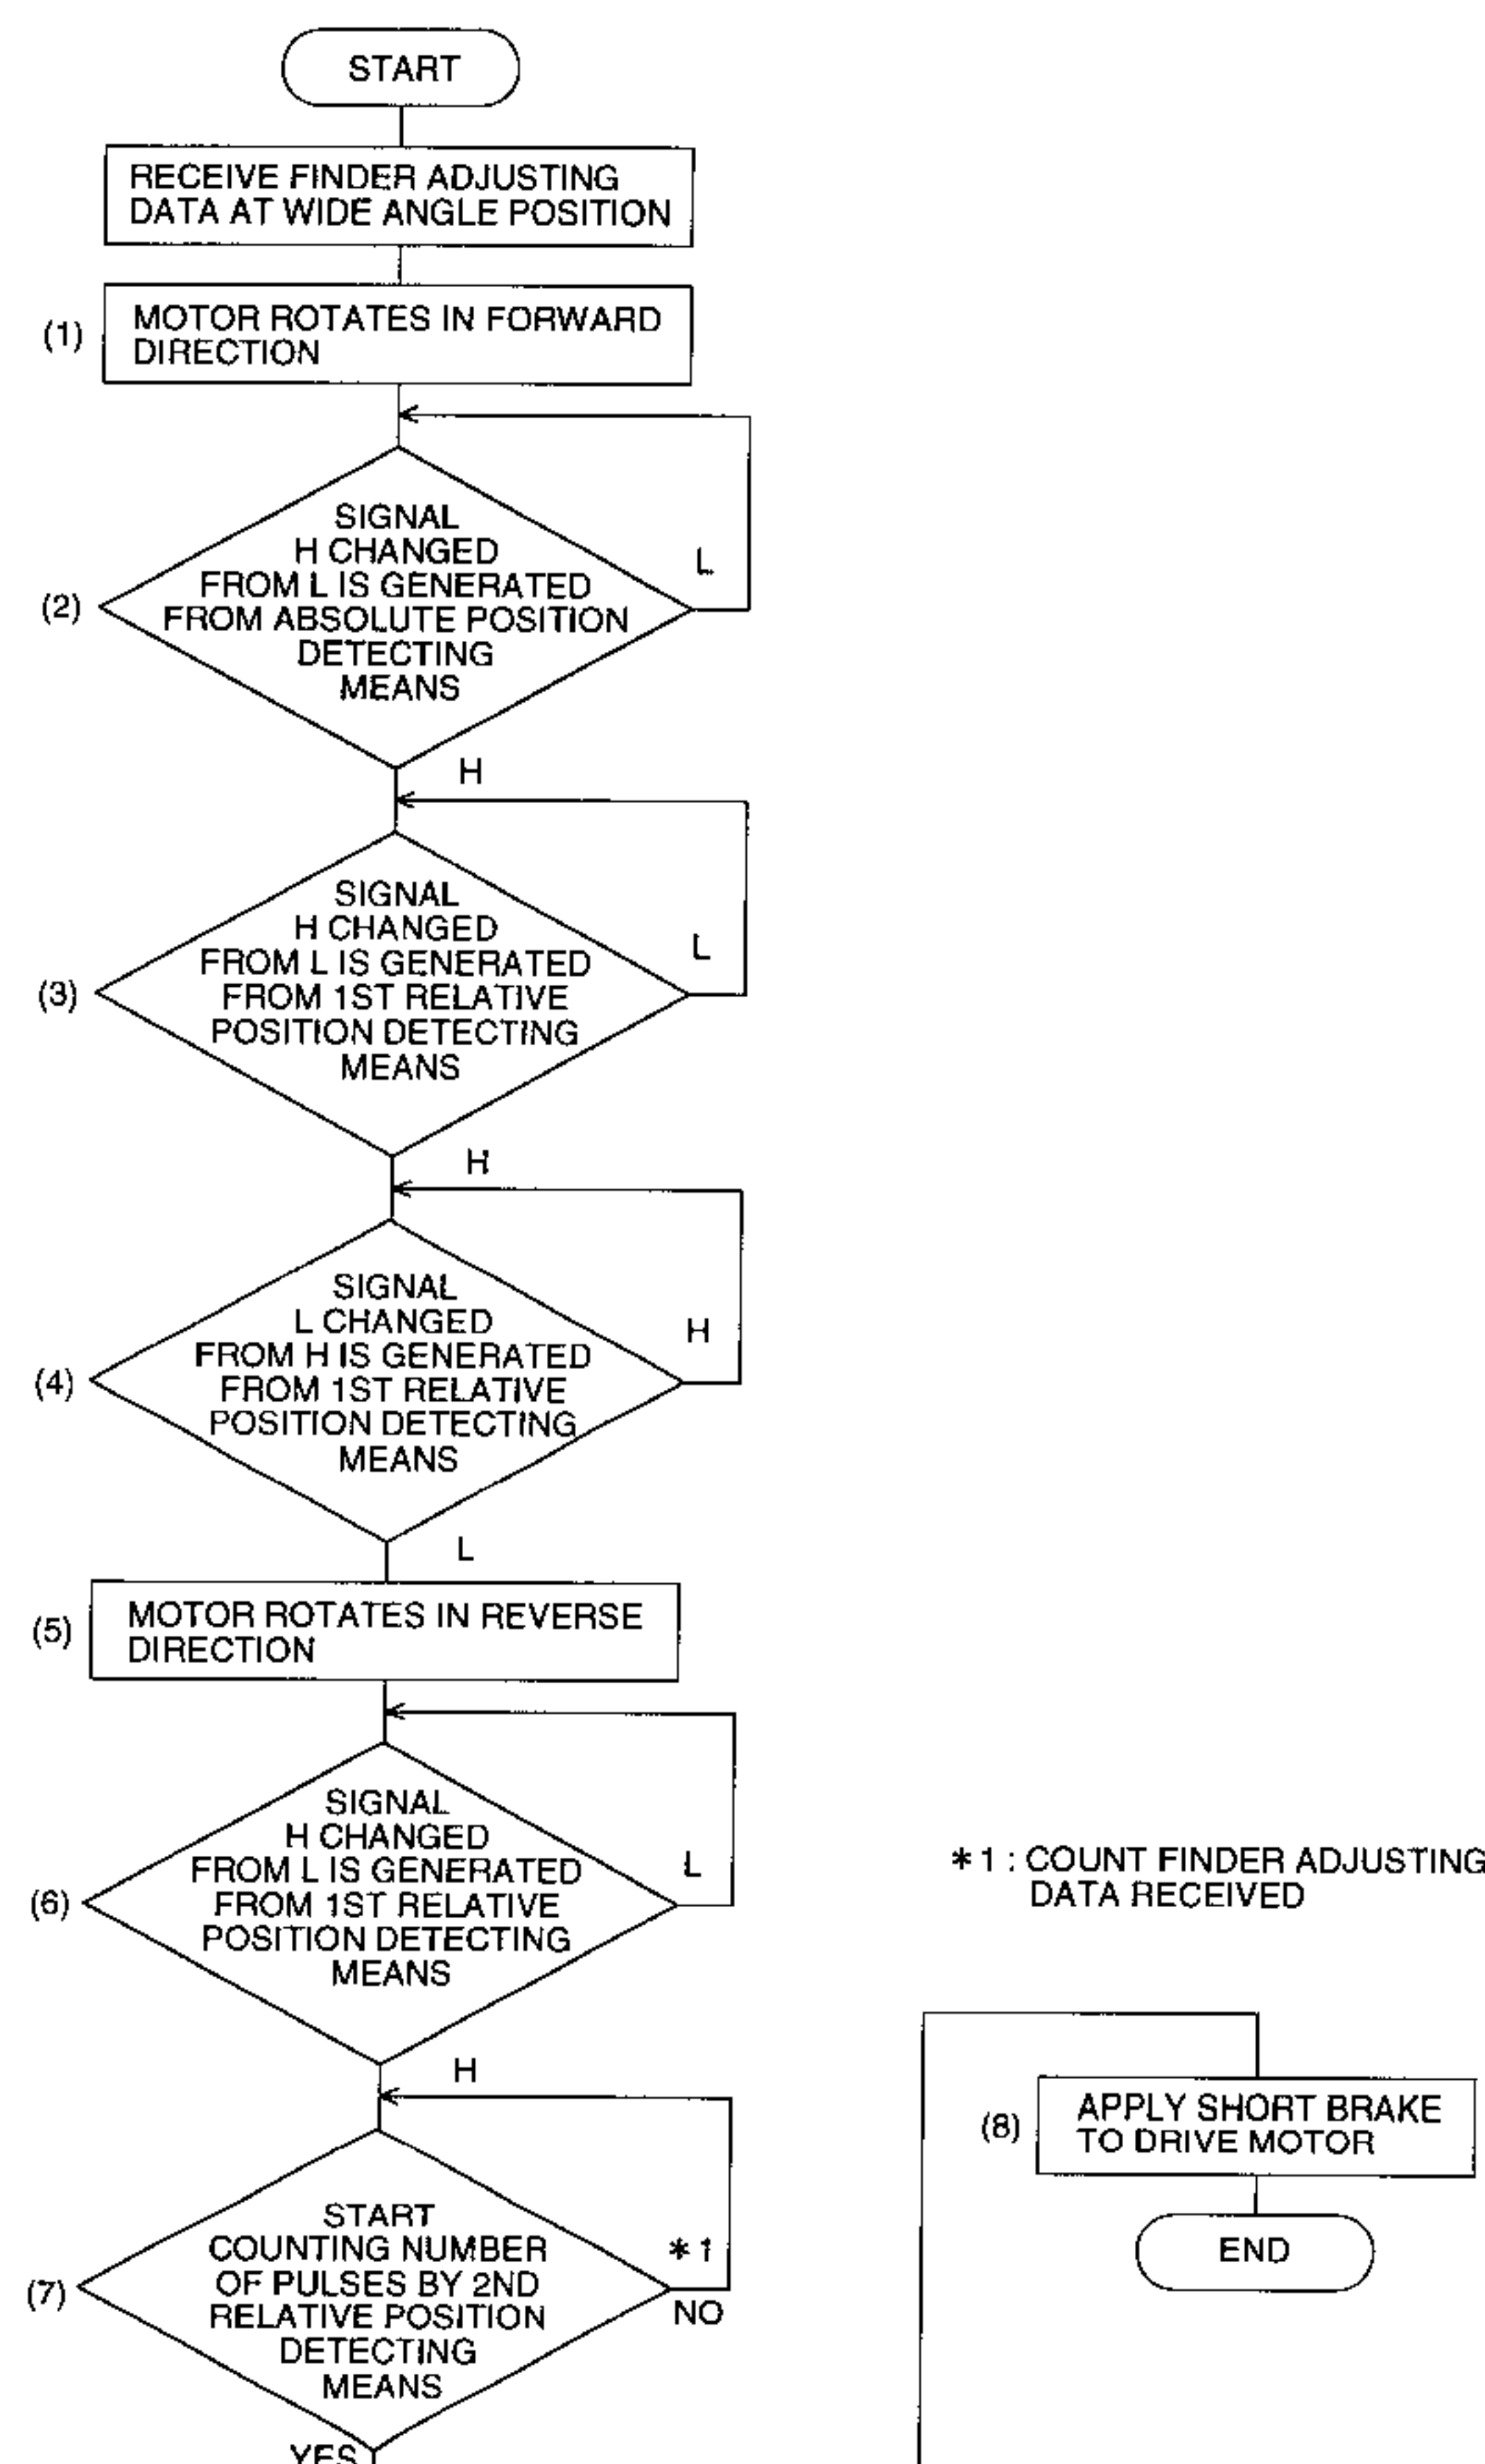 START
RECEIVE FINDER ADJUSTING
DATA AT WIDE ANGLE POSITION
(1)
MOTOR ROTATES IN FORWARD
DIRECTION
(2)
SIGNAL
H CHANGED
FROM L IS GENERATED
FROM ABSOLUTE POSITION
DETECTING
MEANS
L
H
(3)
SIGNAL
H CHANGED
FROM L IS GENERATED
FROM 1ST RELATIVE
POSITION DETECTING
MEANS
L
H
(4)
SIGNAL
L CHANGED
FROM H IS GENERATED
FROM 1ST RELATIVE
POSITION DETECTING
MEANS
H
L
(5)
MOTOR ROTATES IN REVERSE
DIRECTION
(6)
SIGNAL
H CHANGED
FROM L IS GENERATED
FROM 1ST RELATIVE
POSITION DETECTING
MEANS
L
H
(7)
START
COUNTING NUMBER
OF PULSES BY 2ND
RELATIVE POSITION
DETECTING
MEANS
*1
NO
YES
*1 : COUNT FINDER ADJUSTING
DATA RECEIVED
(8)
APPLY SHORT BRAKE
TO DRIVE MOTOR
END